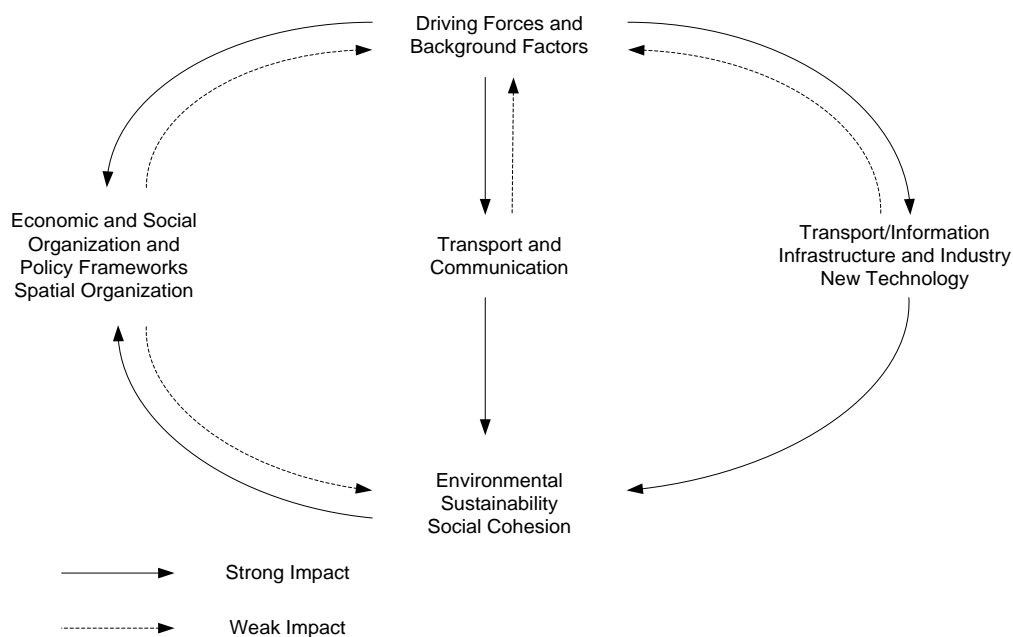 Driving Forces and
Background Factors
Economic and Social
Organization and
Policy Frameworks
Spatial Organization
Transport and
Communication
Transport/Information
Infrastructure and Industry
New Technology
Environmental
Sustainability
Social Cohesion
Strong Impact
Weak Impact